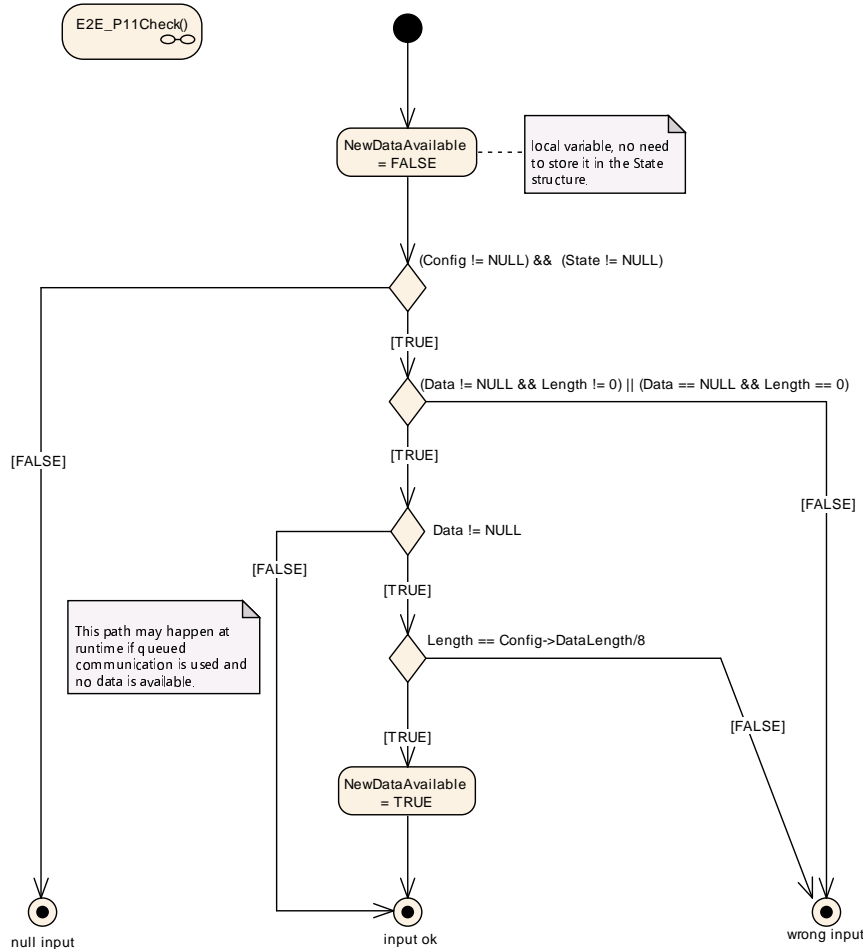 E2E_P11Check()
NewDataAvailable
= FALSE
local variable, no need
to store it in the State
structure.
(Config != NULL) &&  (State != NULL)
[TRUE]
(Data != NULL && Length != 0) || (Data == NULL && Length == 0)
[FALSE]
[TRUE]
[FALSE]
Data != NULL
[FALSE]
[TRUE]
This path may happen at
runtime if queued
communication is used and
no data is available.
Length == Config->DataLength/8
[FALSE]
[TRUE]
NewDataAvailable
= TRUE
null input
input ok
wrong input